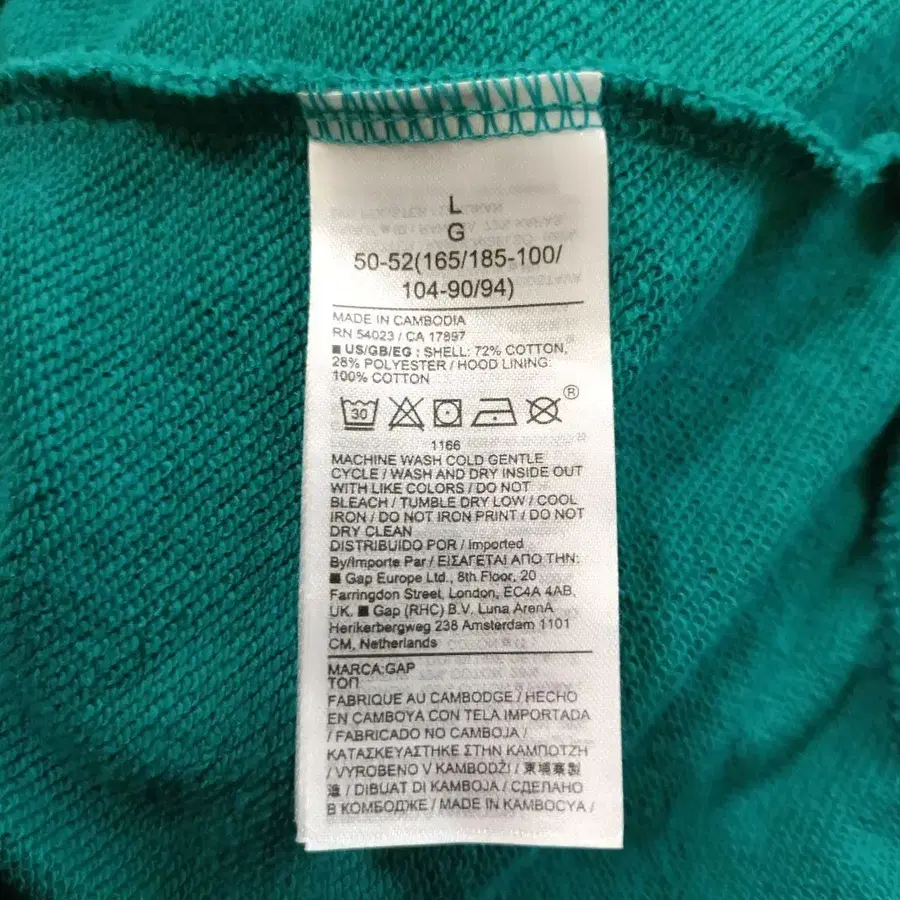 L
G
50-52(165/185-100/
104-90/94)
MADE IN CAMBODIA
RN 54023 / CA 17897
■ US/GB/EG : SHELL: 72% COTTON,
28% POLYESTER / HOOD LINING:
100% COTTON
30
®
1166
MACHINE WASH COLD GENTLE
CYCLE / WASH AND DRY INSIDE OUT
WITH LIKE COLORS / DO NOT
BLEACH / TUMBLE DRY LOW / COOL
IRON / DO NOT IRON PRINT / DO NOT
DRY CLEAN
DISTRIBUIDO POR / Imported
By/Importe Par / ΕΙΣΑΓΕΤΑΙ ΑΠΟ ΤΗΝ:
■ Gap Europe Ltd., 8th Floor, 20
Farringdon Street, London, EC4A 4AB,
UK. ■ Gap (RHC) B.V. Luna ArenA
Herikerbergweg 238 Amsterdam 1101
CM, Netherlands
MARCA:GAP
ТОП
FABRIQUE AU CAMBODGE / HECHO
EN CAMBOYA CON TELA IMPORTADA
/ FABRICADO NO CAMBOJA /
ΚΑΤΑΣΚΕΥΑΣΤΗΚΕ ΣΤΗΝ ΚΑΜΠΟΤΖΗ
/ VYROBENO V KAMBODŽI / 柬埔寨製
造 / DIBUAT DI KAMBOJA / СДЕЛАНО
В КОМБОДЖЕ / MADE IN KAMBOCYA /